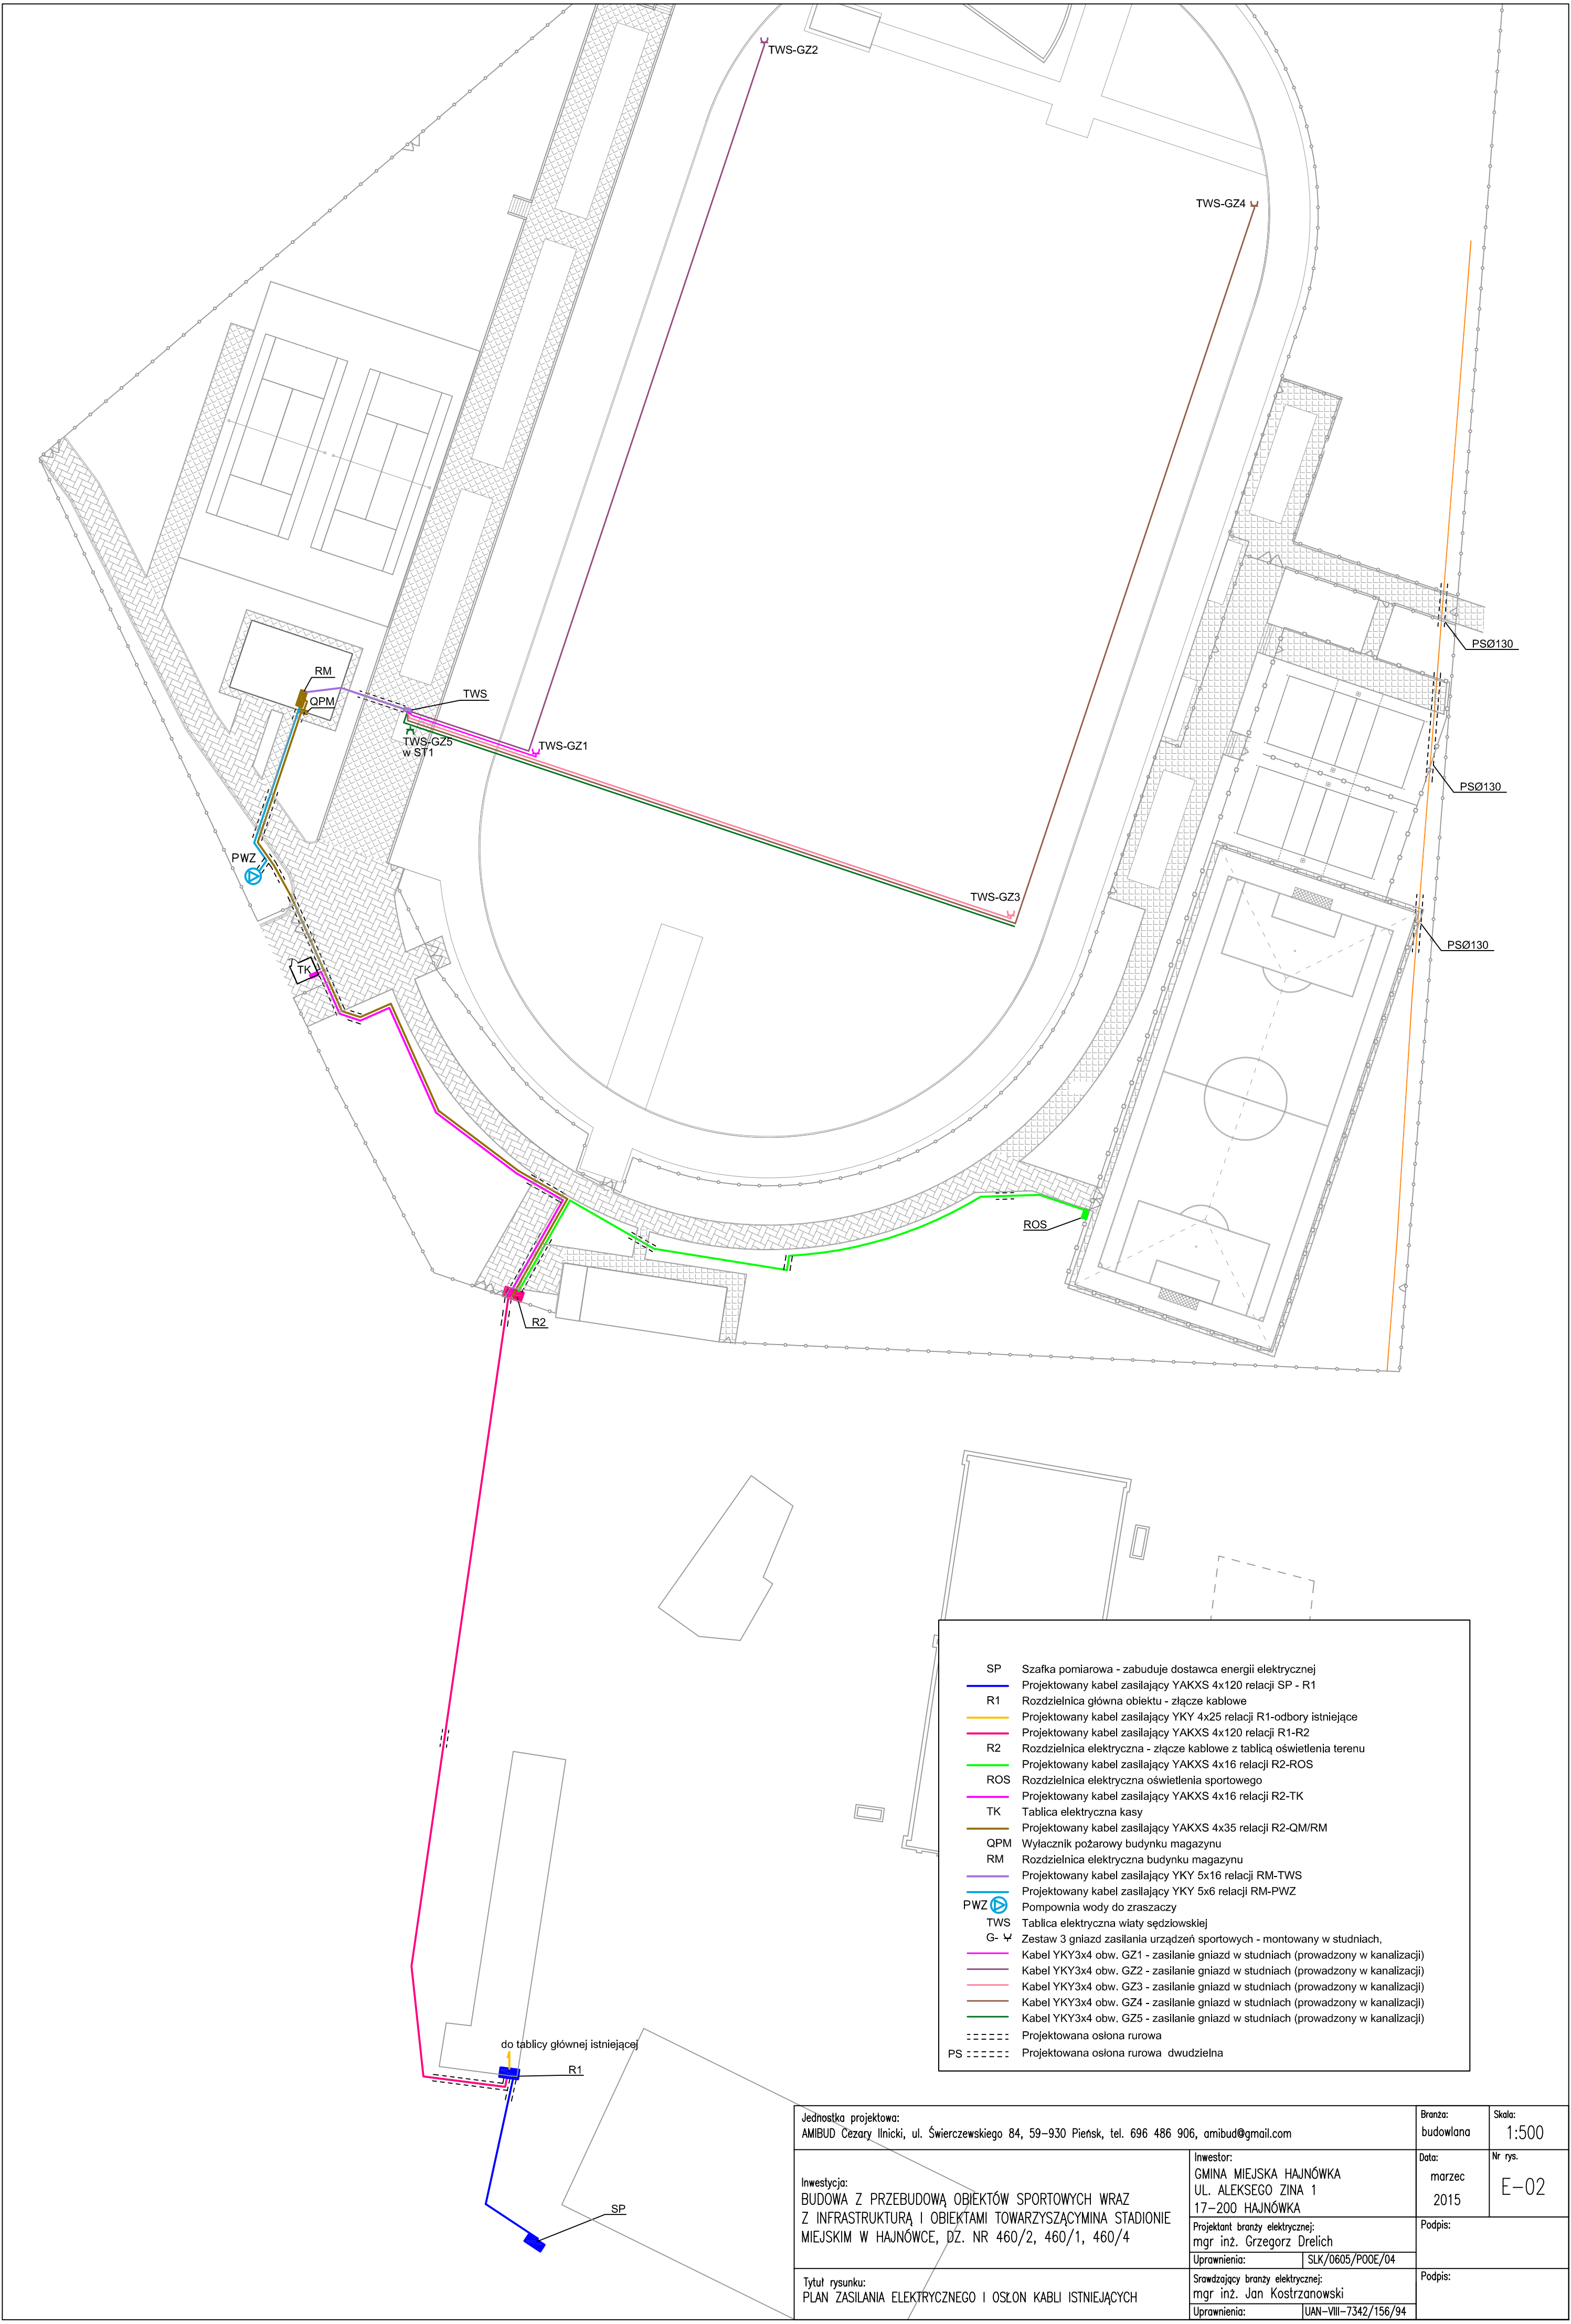 TWS-GZ2
TWS-GZ4
PSØ130
RM
QPM
TWS
TWS-GZ5
w ST1
TWS-GZ1
PSØ130
PWZ
TWS-GZ3
PSØ130
TK
ROS
R2
SP Szafka pomiarowa - zabuduje dostawca energii elektrycznej
Projektowany kabel zasilający YAKXS 4x120 relacji SP - R1
R1 Rozdzielnica główna obiektu - złącze kablowe
Projektowany kabel zasilający YKY 4x25 relacji R1-odbory istniejące
Projektowany kabel zasilający YAKXS 4x120 relacji R1-R2
R2 Rozdzielnica elektryczna - złącze kablowe z tablicą oświetlenia terenu
Projektowany kabel zasilający YAKXS 4x16 relacji R2-ROS
ROS Rozdzielnica elektryczna oświetlenia sportowego
Projektowany kabel zasilający YAKXS 4x16 relacji R2-TK
TK Tablica elektryczna kasy
Projektowany kabel zasilający YAKXS 4x35 relacji R2-QM/RM
QPM Wyłacznik pożarowy budynku magazynu
RM Rozdzielnica elektryczna budynku magazynu
Projektowany kabel zasilający YKY 5x16 relacji RM-TWS
Projektowany kabel zasilający YKY 5x6 relacji RM-PWZ
PWZ Pompownia wody do zraszaczy
TWS Tablica elektryczna wiaty sędziowskiej
G- Zestaw 3 gniazd zasilania urządzeń sportowych - montowany w studniach,
Kabel YKY3x4 obw. GZ1 - zasilanie gniazd w studniach (prowadzony w kanalizacji)
Kabel YKY3x4 obw. GZ2 - zasilanie gniazd w studniach (prowadzony w kanalizacji)
Kabel YKY3x4 obw. GZ3 - zasilanie gniazd w studniach (prowadzony w kanalizacji)
Kabel YKY3x4 obw. GZ4 - zasilanie gniazd w studniach (prowadzony w kanalizacji)
Kabel YKY3x4 obw. GZ5 - zasilanie gniazd w studniach (prowadzony w kanalizacji)
Projektowana osłona rurowa
PS Projektowana osłona rurowa dwudzielna
do tablicy głównej istniejącej
R1
SP
Jednostka projektowa:
AMIBUD Cezary Ilnicki, ul. Świerczewskiego 84, 59-930 Pieńsk, tel. 696 486 906, amibud@gmail.com
Branża:
budowlana
Skala:
1:500
Inwestycja:
BUDOWA Z PRZEBUDOWĄ OBIEKTÓW SPORTOWYCH WRAZ
Z INFRASTRUKTURĄ I OBIEKTAMI TOWARZYSZĄCYMINA STADIONIE
MIEJSKIM W HAJNÓWCE, DZ. NR 460/2, 460/1, 460/4
Inwestor:
GMINA MIEJSKA HAJNÓWKA
UL. ALEKSEGO ZINA 1
17-200 HAJNÓWKA
Data:
marzec
2015
Nr rys.
E-02
Projektant branży elektrycznej:
mgr inż. Grzegorz Drelich
Uprawnienia: SLK/0605/POOE/04
Podpis:
Tytuł rysunku:
PLAN ZASILANIA ELEKTRYCZNEGO I OSŁON KABLI ISTNIEJĄCYCH
Srawdzający branży elektrycznej:
mgr inż. Jan Kostrzanowski
Uprawnienia: UAN-VIII-7342/156/94
Podpis: